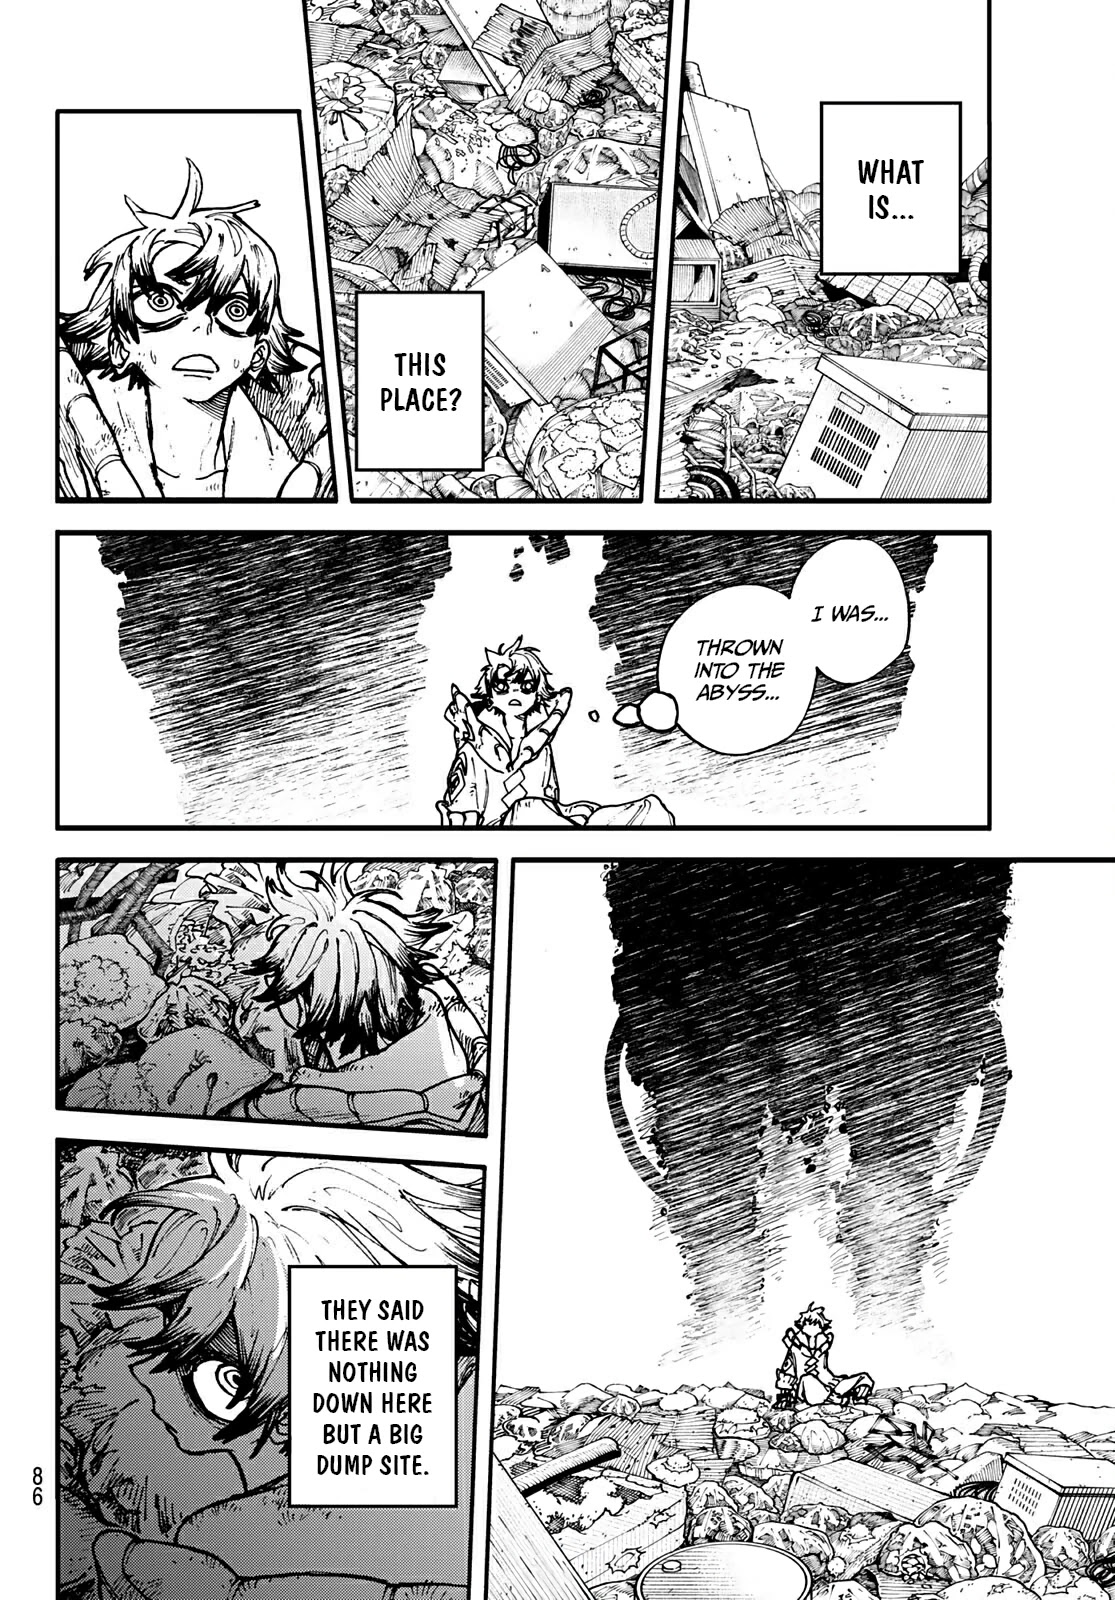 WHAT
IS...
THIS
PLACE?
I WAS...
THROWN
INTO THE
ABYSS...
THEY SAID
THERE WAS
NOTHING
DOWN HERE
BUT A BIG
DUMP SITE.
86